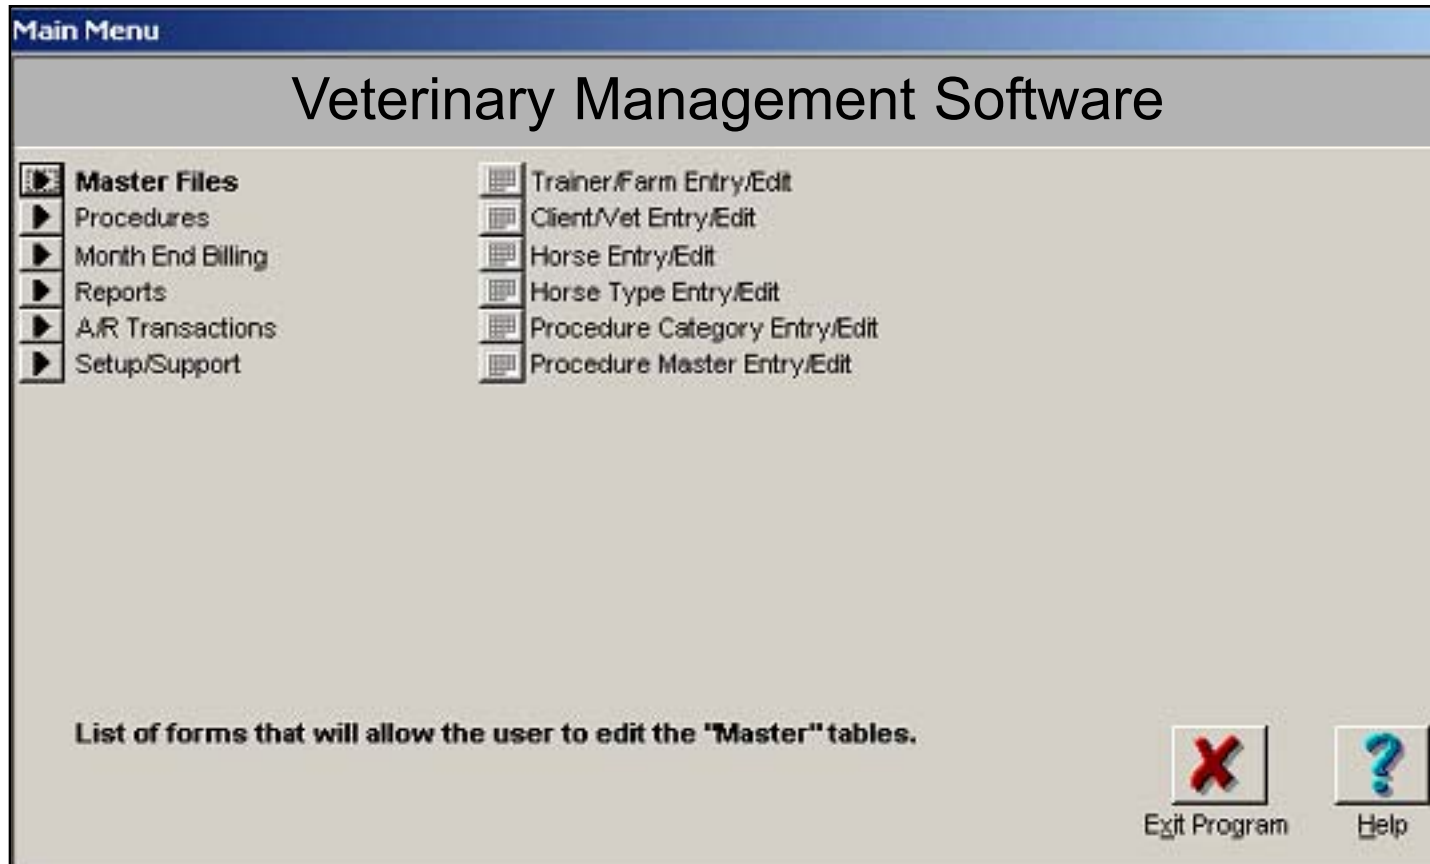 Main Menu
Veterinary Management Software
Master Files
Procedures
Month End Billing
Reports
A/R Transactions
Setup/Support
Trainer/Farm Entry/Edit
Client/Vet Entry/Edit
Horse Entry/Edit
Horse Type Entry/Edit
Procedure Category Entry/Edit
Procedure Master Entry/Edit
List of forms that will allow the user to edit the "Master" tables.
Exit Program
Help